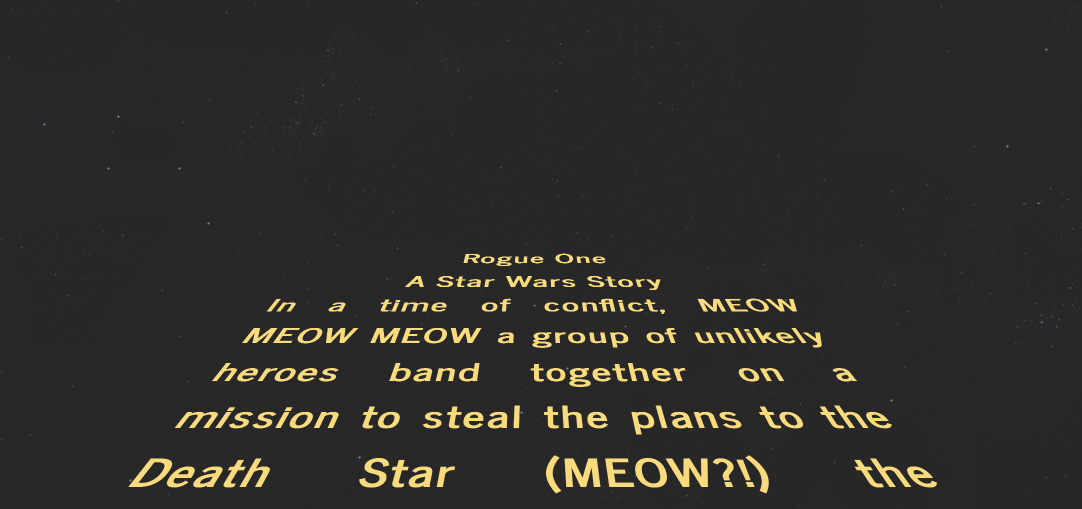 Rogue One
A Star Wars Story
In a time of conflict, MEOW
MEOW MEOW a group of unlikely
heroes band together on a
mission to steal the plans to the
Death Star (MEOW?!) the